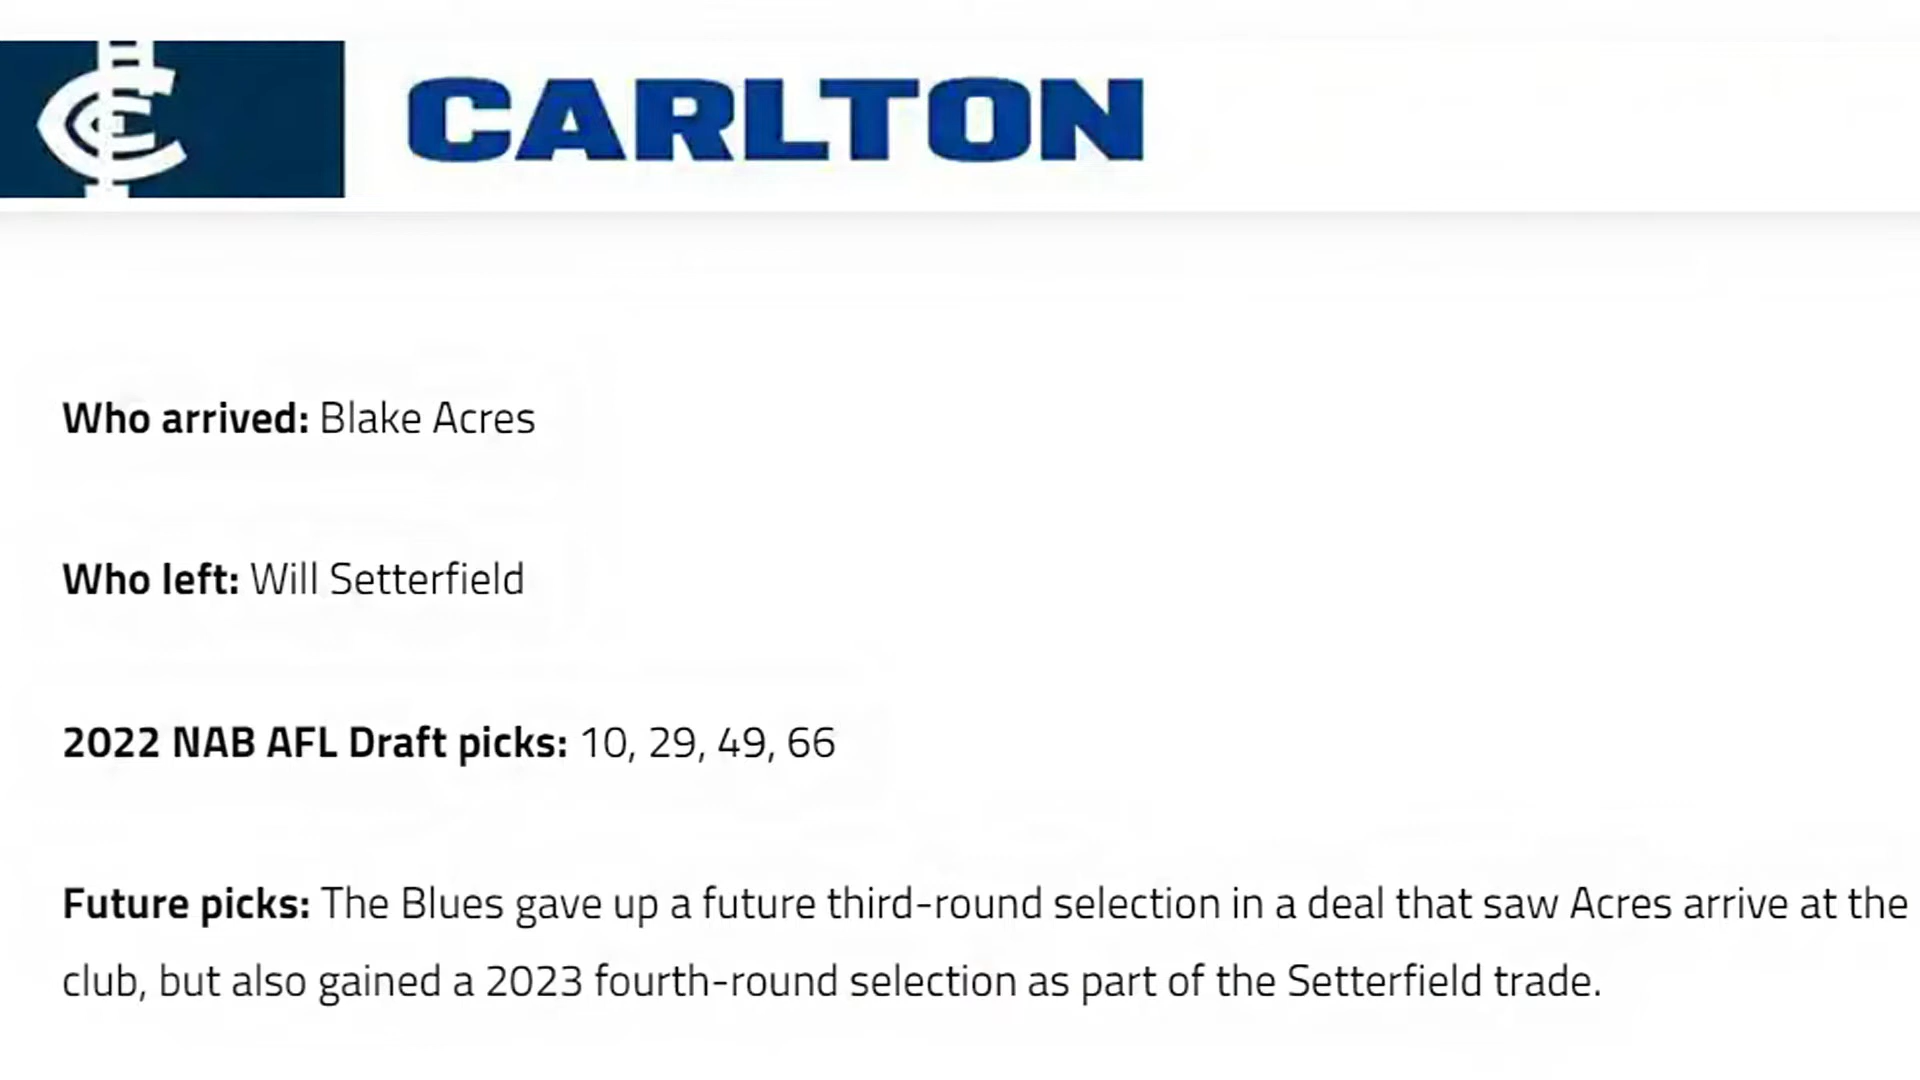 CARLTON
Who arrived: Blake Acres
Who left: Will Setterfield
2022 NAB AFL Draft picks: 10, 29, 49, 66
Future picks: The Blues gave up a future third-round selection in a deal that saw Acres arrive at the
club, but also gained a 2023 fourth-round selection as part of the Setterfield trade.